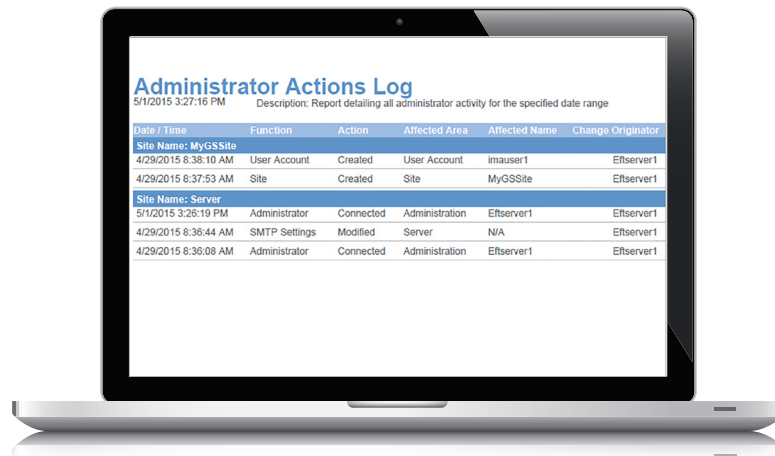 Administrator Actions Log
5/1/2015 3:27:16 PM Description: Report detailing all administrator activity for the specified date range
Date / Time Function Action Affected Area Affected Name Change Originator
Site Name: MyGSSite
4/29/2015 8:38:10 AM User Account Created User Account imauser1 Eftserver1
4/29/2015 8:37:53 AM Site Created Site MyGSSite Eftserver1
Site Name: Server
5/1/2015 3:26:19 PM Administrator Connected Administration Eftserver1 Eftserver1
4/29/2015 8:36:44 AM SMTP Settings Modified Server N/A Eftserver1
4/29/2015 8:36:08 AM Administrator Connected Administration Eftserver1 Eftserver1